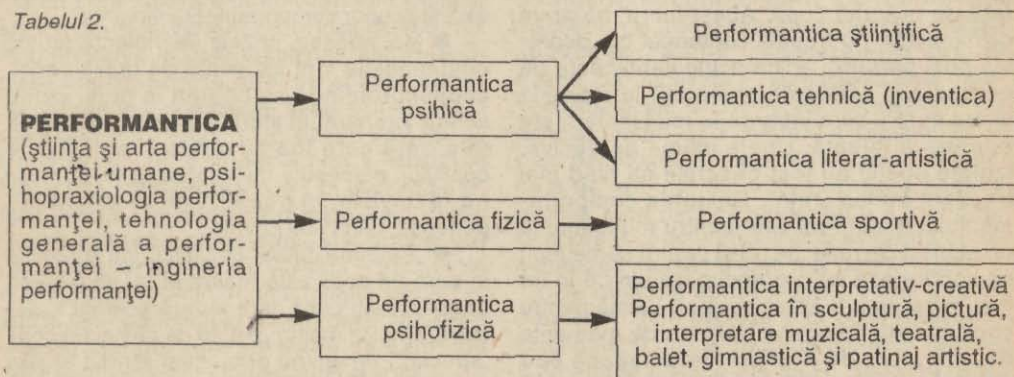 Tabelul 2.
PERFORMANTICA
(ştiinţa şi arta perfor-
manţei umane, psi-
hopraxiologia perfor-
manţei, tehnologia
generală a perfor-
manţei – ingineria
performanţei)
Performantica
psihică
Performantica ştiinţifică
Performantica tehnică (inventica)
Performantica literar-artistică
Performantica fizică
Performantica sportivă
Performantica
psihofizică
Performantica interpretativ-creativă
Performantica în sculptură, pictură,
interpretare muzicală, teatrală,
balet, gimnastică şi patinaj artistic.